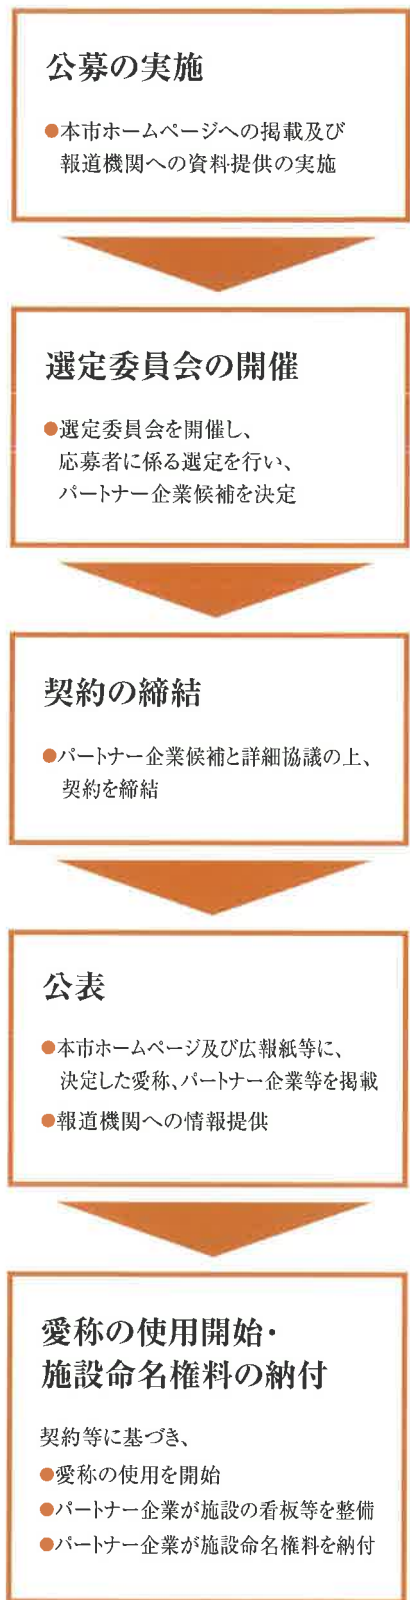 公募の実施
●本市ホームページへの掲載及び
報道機関への資料提供の実施
選定委員会の開催
●選定委員会を開催し、
応募者に係る選定を行い、
パートナー企業候補を決定
契約の締結
●パートナー企業候補と詳細協議の上、
契約を締結
公表
●本市ホームページ及び広報紙等に、
決定した愛称、パートナー企業等を掲載
●報道機関への情報提供
愛称の使用開始・
施設命名権料の納付
契約等に基づき、
●愛称の使用を開始
●パートナー企業が施設の看板等を整備
●パートナー企業が施設命名権料を納付